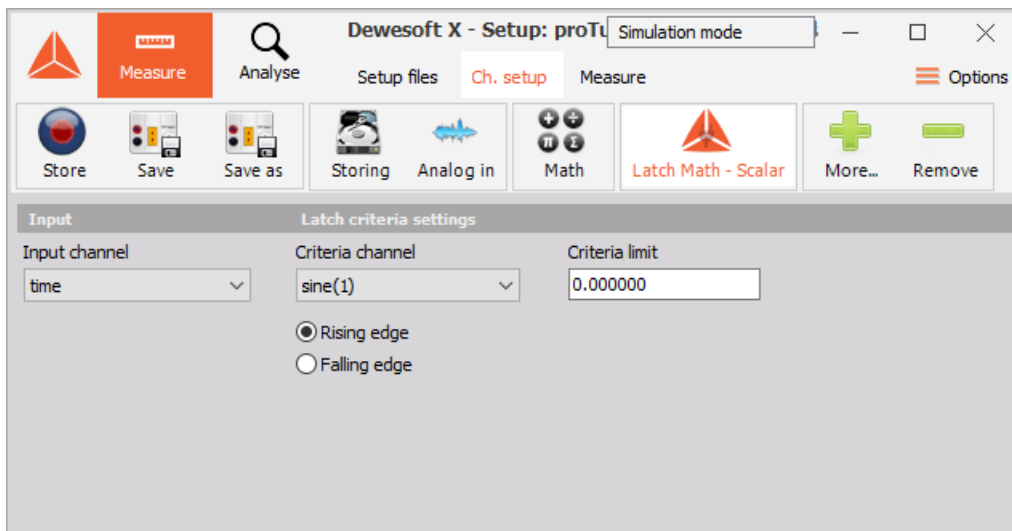 Dewesoft X - Setup: proTu
Simulation mode
Measure
Analyse
Setup files
Ch. setup
Measure
Options
Store
Save
Save as
Storing
Analog in
Math
Latch Math - Scalar
More...
Remove
Input
Latch criteria settings
Input channel
Criteria channel
Criteria limit
time
sine(1)
0.000000
Rising edge
Falling edge